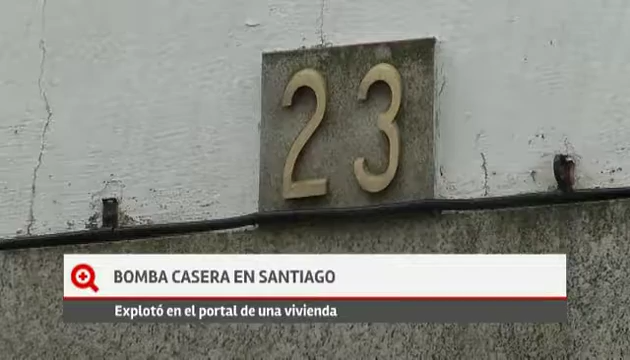 23
BOMBA CASERA EN SANTIAGO
Explotó en el portal de una vivienda